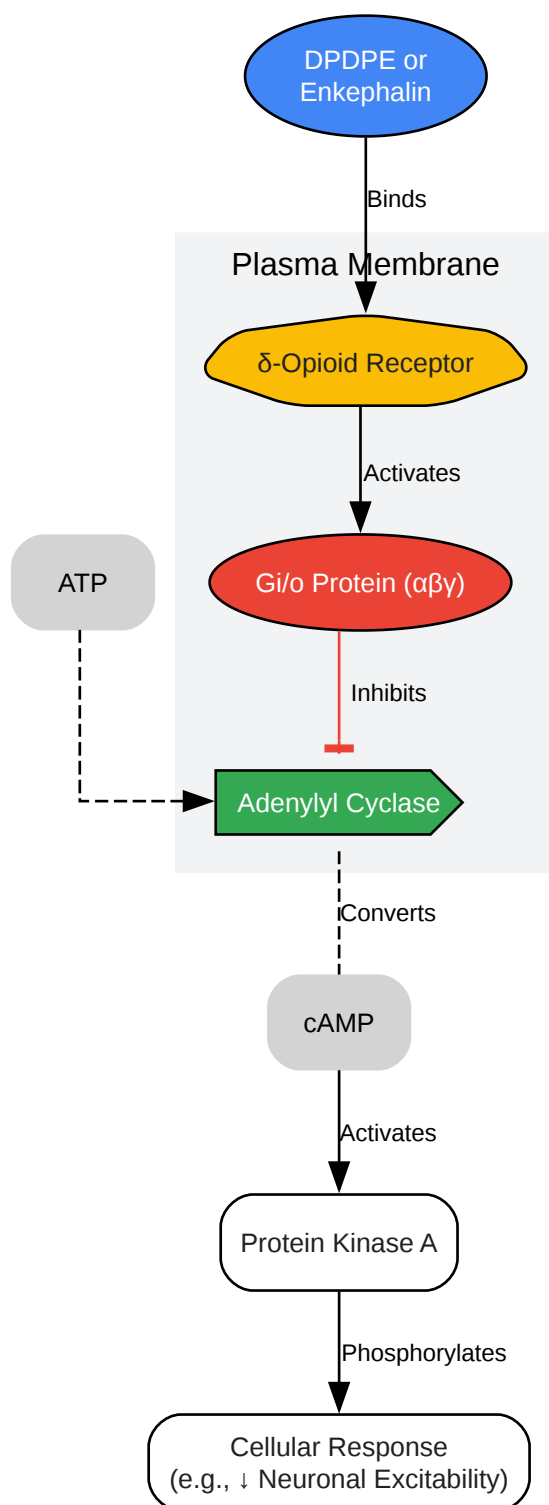 DPDPE or
Enkephalin
Binds
Plasma Membrane
δ-Opioid Receptor
Activates
ATP
Gi/o Protein (αβγ)
Inhibits
Adenylyl Cyclase
Converts
cAMP
Activates
Protein Kinase A
Phosphorylates
Cellular Response
(e.g., ↓ Neuronal Excitability)